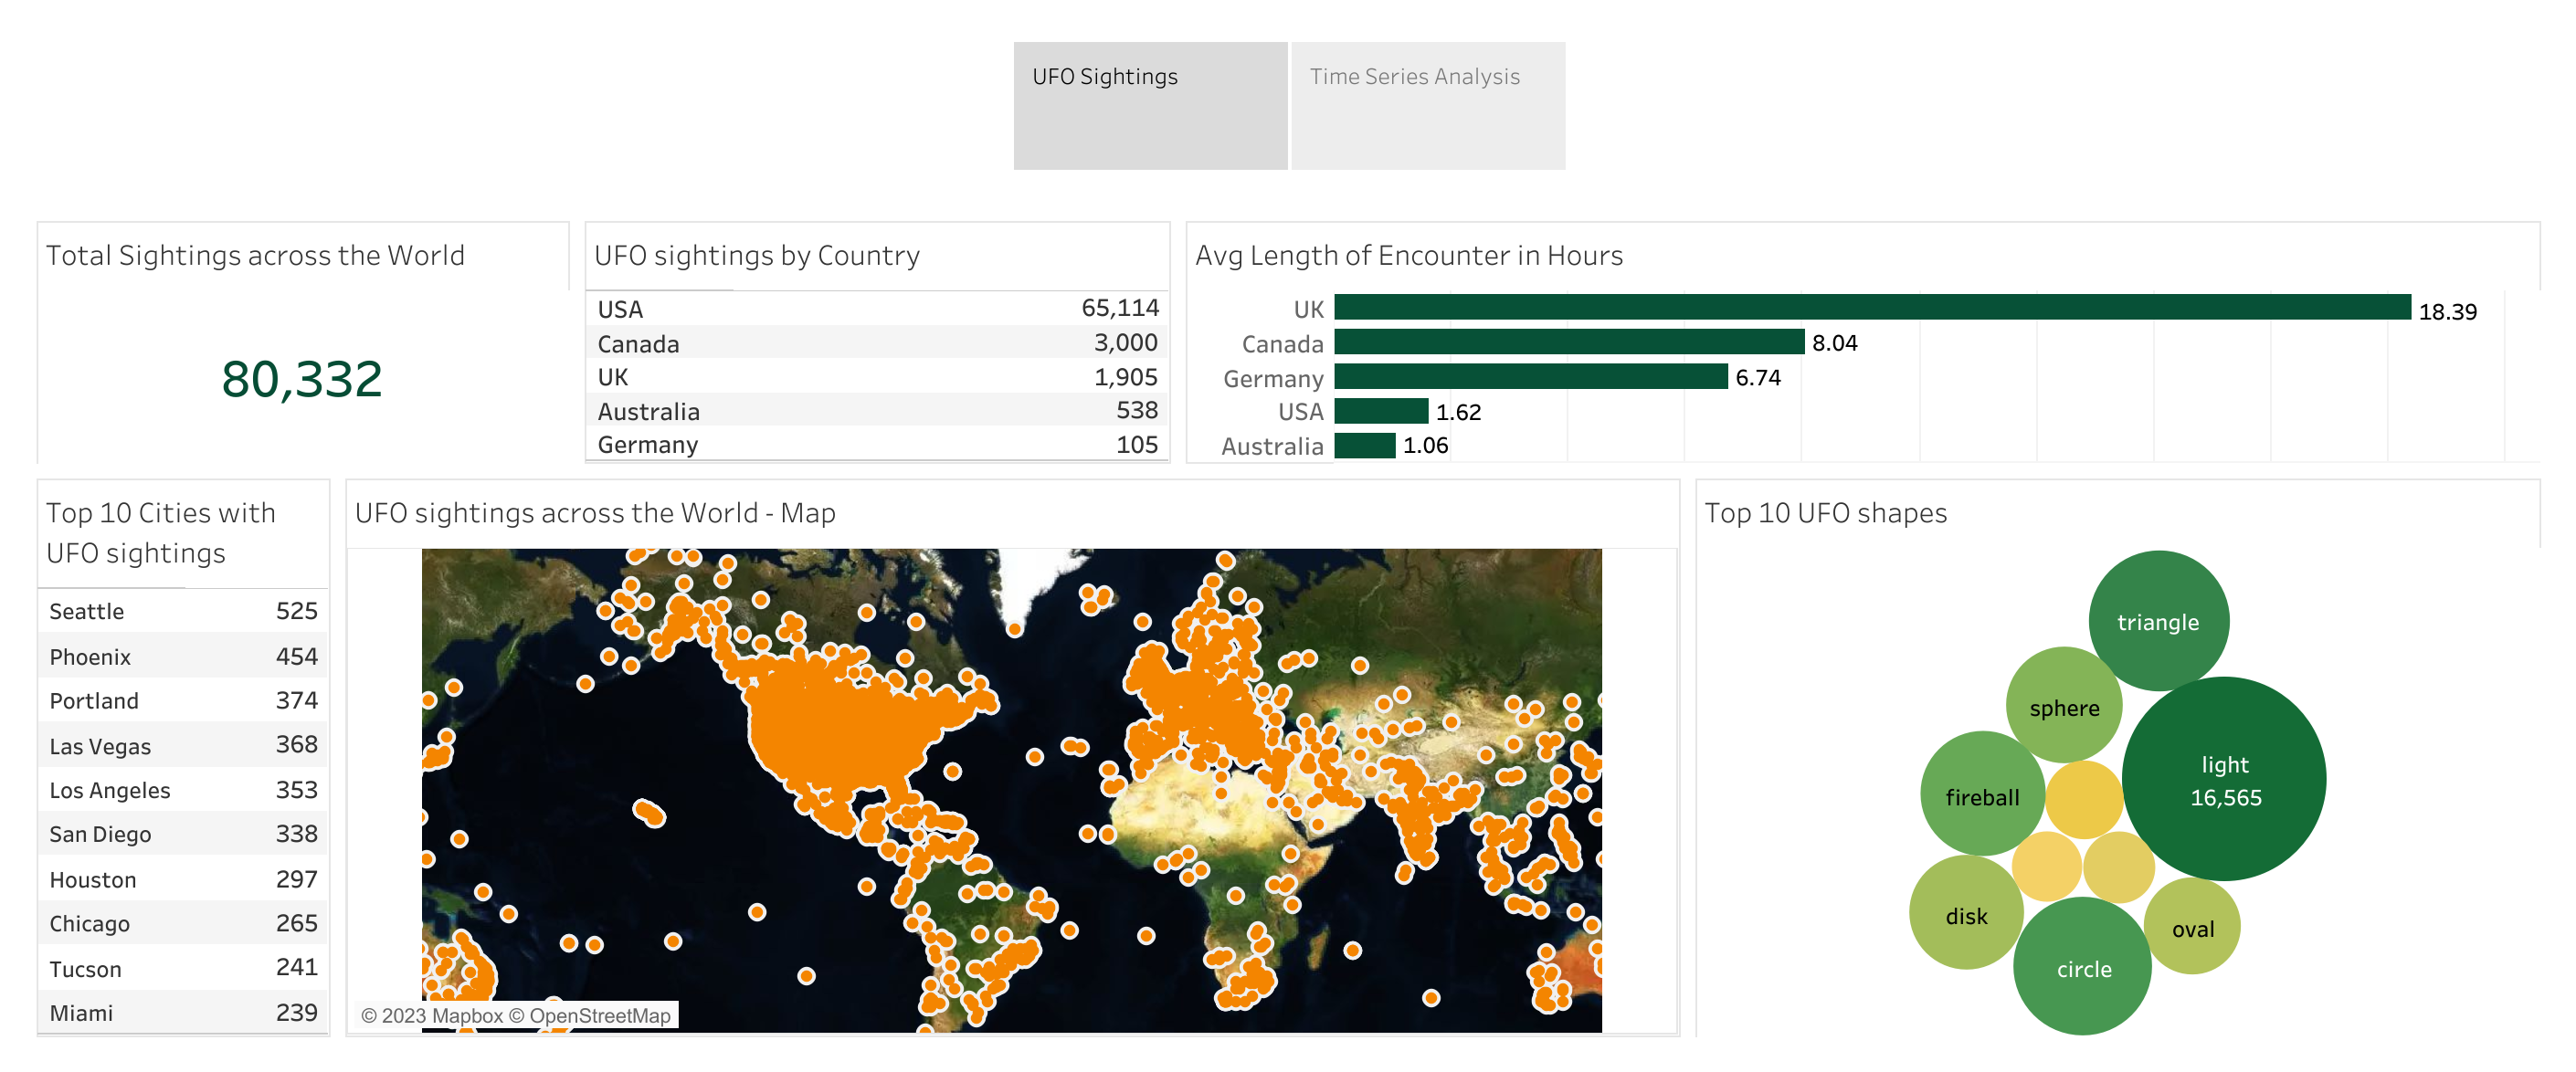 UFO Sightings
Time Series Analysis
Total Sightings across the World
80,332
UFO sightings by Country
USA 65,114
Canada 3,000
UK 1,905
Australia 538
Germany 105
Avg Length of Encounter in Hours
UK 18.39
Canada 8.04
Germany 6.74
USA 1.62
Australia 1.06
Top 10 Cities with
UFO sightings
Seattle 525
Phoenix 454
Portland 374
Las Vegas 368
Los Angeles 353
San Diego 338
Houston 297
Chicago 265
Tucson 241
Miami 239
UFO sightings across the World - Map
© 2023 Mapbox © OpenStreetMap
Top 10 UFO shapes
triangle
sphere
light
16,565
fireball
disk
oval
circle